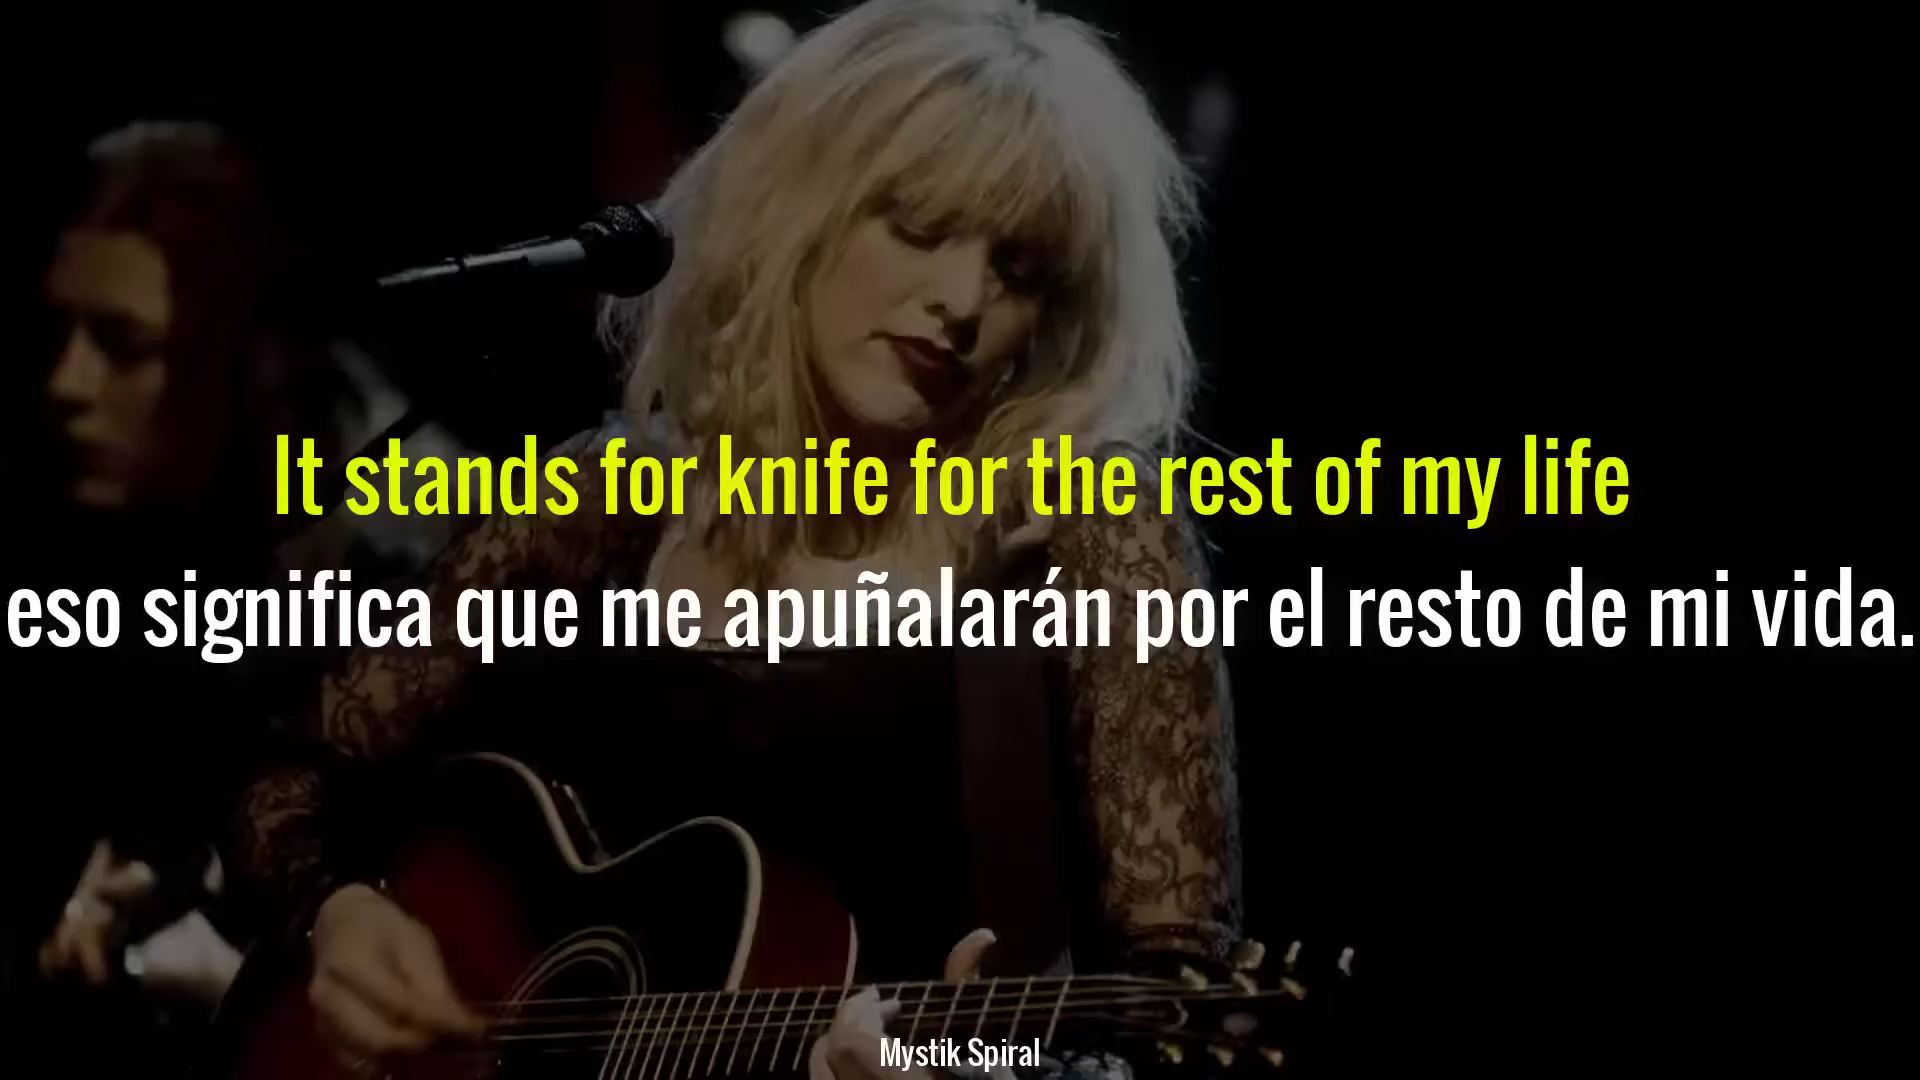 It stands for knife for the rest of my life
eso significa que me apuñalarán por el resto de mi vida.
Mystik Spiral